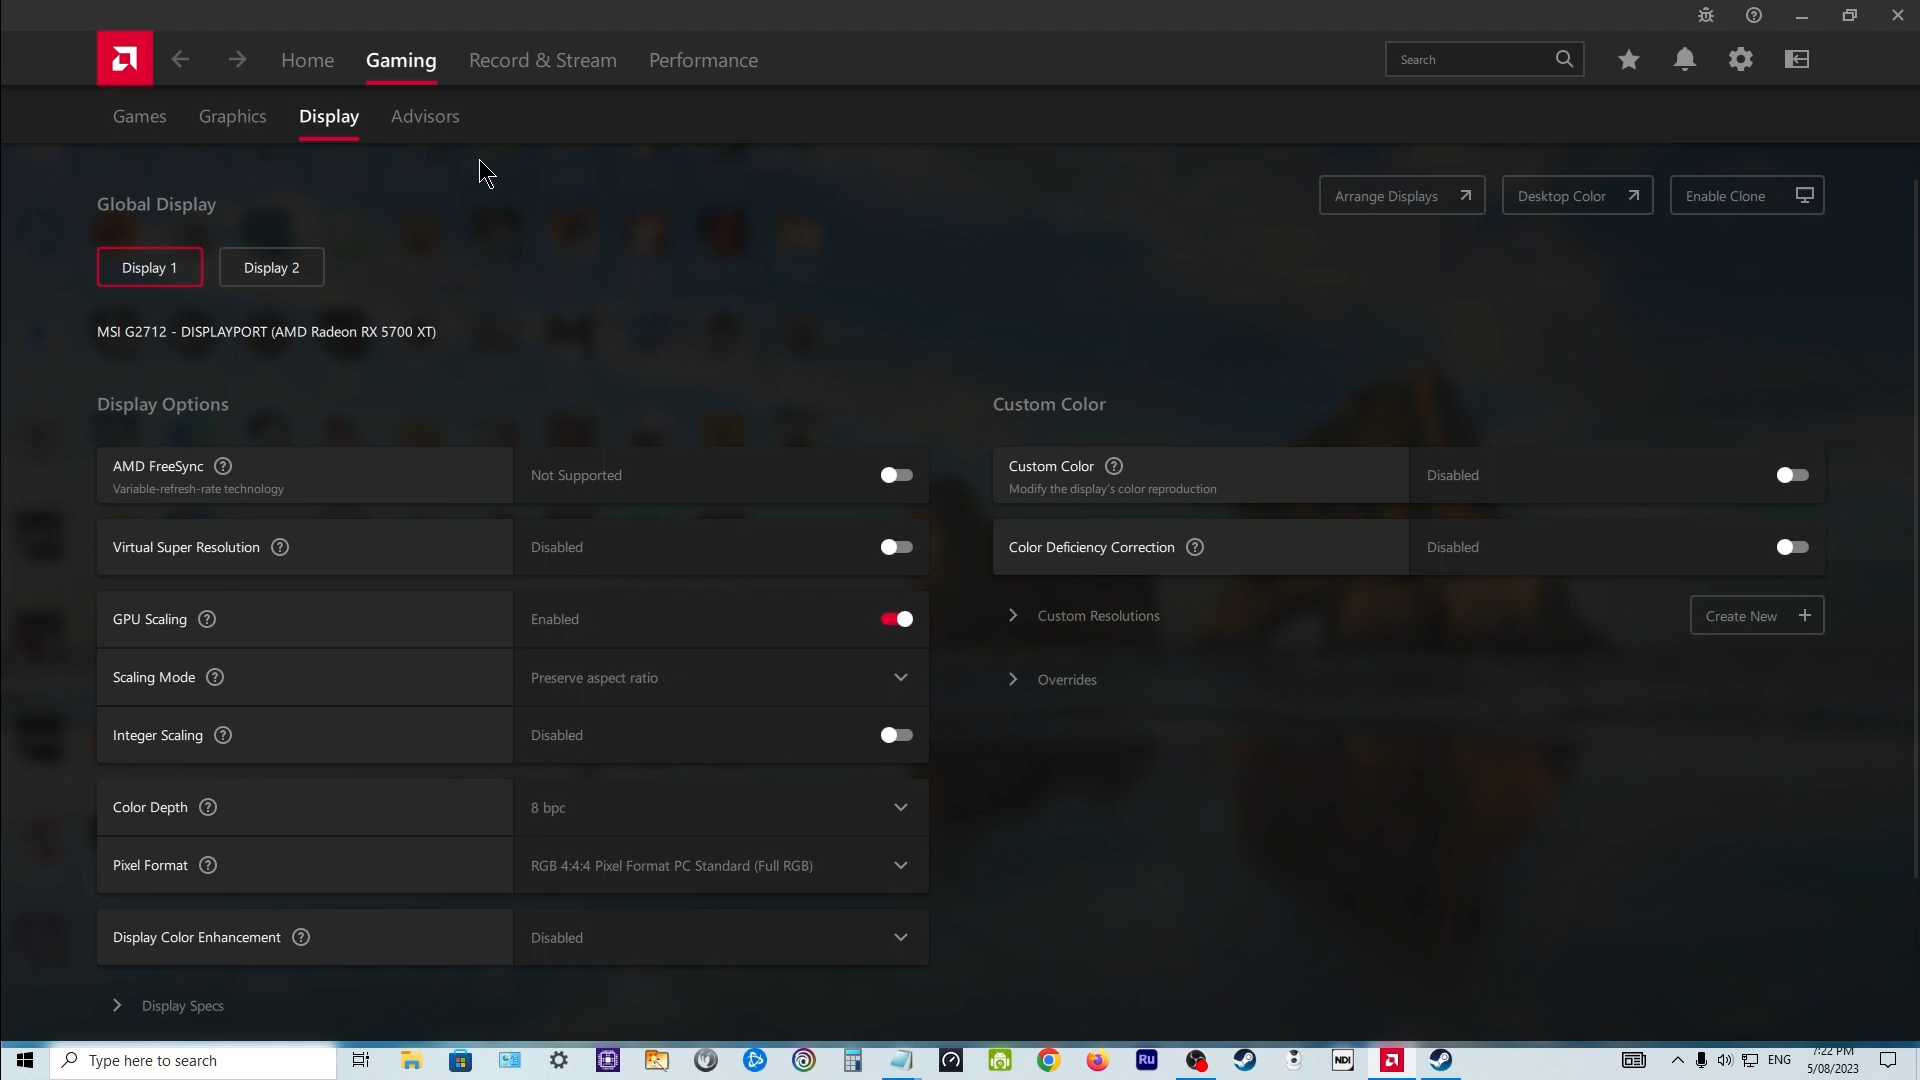 Home
Gaming
Record & Stream
Performance
Search
Games
Graphics
Display
Advisors
Global Display
Arrange Displays
Desktop Color
Enable Clone
Display 1
Display 2
MSI G2712 - DISPLAYPORT (AMD Radeon RX 5700 XT)
Display Options
AMD FreeSync
Variable-refresh-rate technology
Not Supported
Virtual Super Resolution
Disabled
GPU Scaling
Enabled
Scaling Mode
Preserve aspect ratio
Integer Scaling
Disabled
Color Depth
8 bpc
Pixel Format
RGB 4:4:4 Pixel Format PC Standard (Full RGB)
Display Color Enhancement
Disabled
Display Specs
Custom Color
Custom Color
Modify the display's color reproduction
Disabled
Color Deficiency Correction
Disabled
Custom Resolutions
Create New
Overrides
Type here to search
Ru
NDI
ENG
7:22 PM
5/08/2023